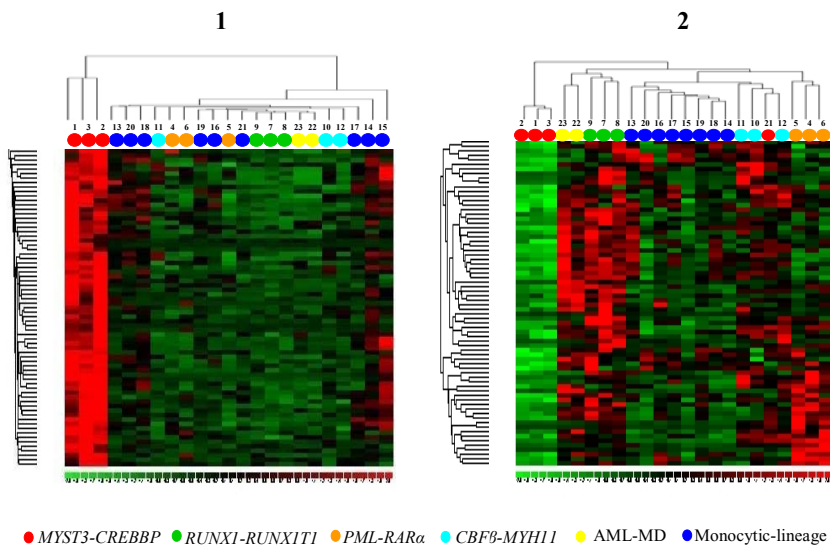 1 2
1 3 2 13 20 18 11 4 6 19 16 5 21 9 7 8 23 22 10 12 17 14 15
2 1 3 23 22 9 7 8 13 20 16 17 15 19 18 14 11 10 21 12 5 4 6
MYST3-CREBBP RUNX1-RUNX1T1 PML-RARα CBFβ-MYH11 AML-MD Monocytic-lineage